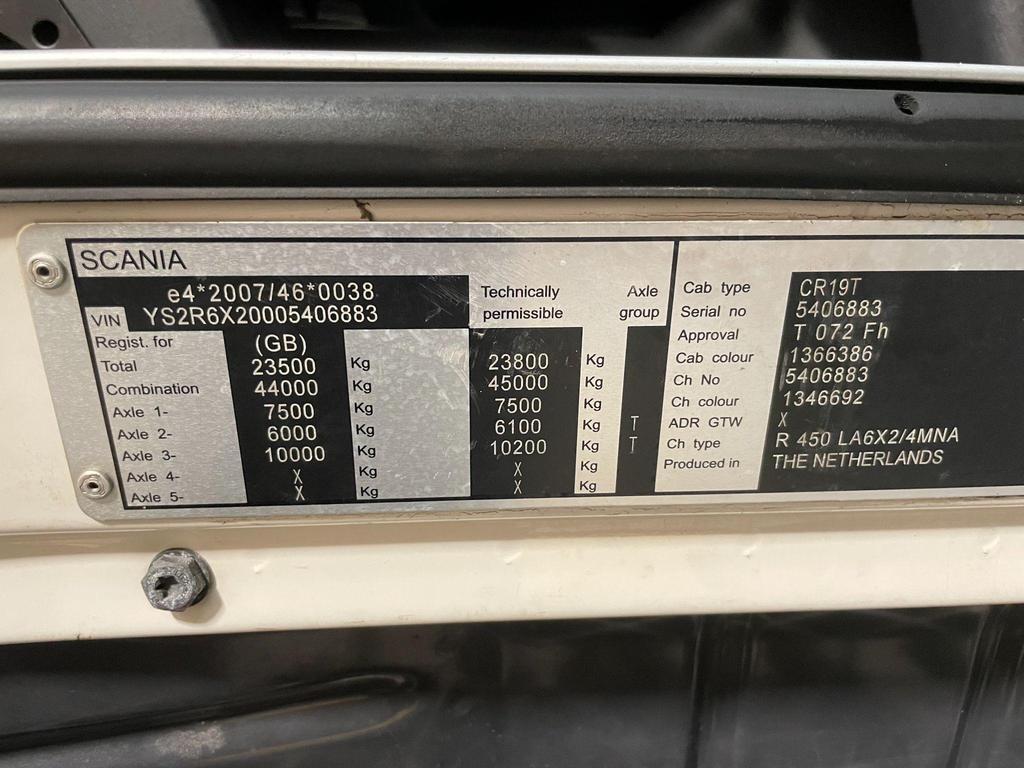 SCANIA
e4*2007/46*0038
VIN YS2R6X20005406883
Technically permissible
Axle group
Regist. for (GB)
Total 23500 Kg 23800 Kg
Combination 44000 Kg 45000 Kg
Axle 1- 7500 Kg 7500 Kg
Axle 2- 6000 Kg 6100 Kg T
Axle 3- 10000 Kg 10200 Kg T
Axle 4- X Kg X Kg
Axle 5- X Kg X Kg
Cab type CR19T
Serial no 5406883
Approval T 072 Fh
Cab colour 1366386
Ch No 5406883
Ch colour 1346692
ADR GTW X
Ch type R 450 LA6X2/4MNA
Produced in THE NETHERLANDS